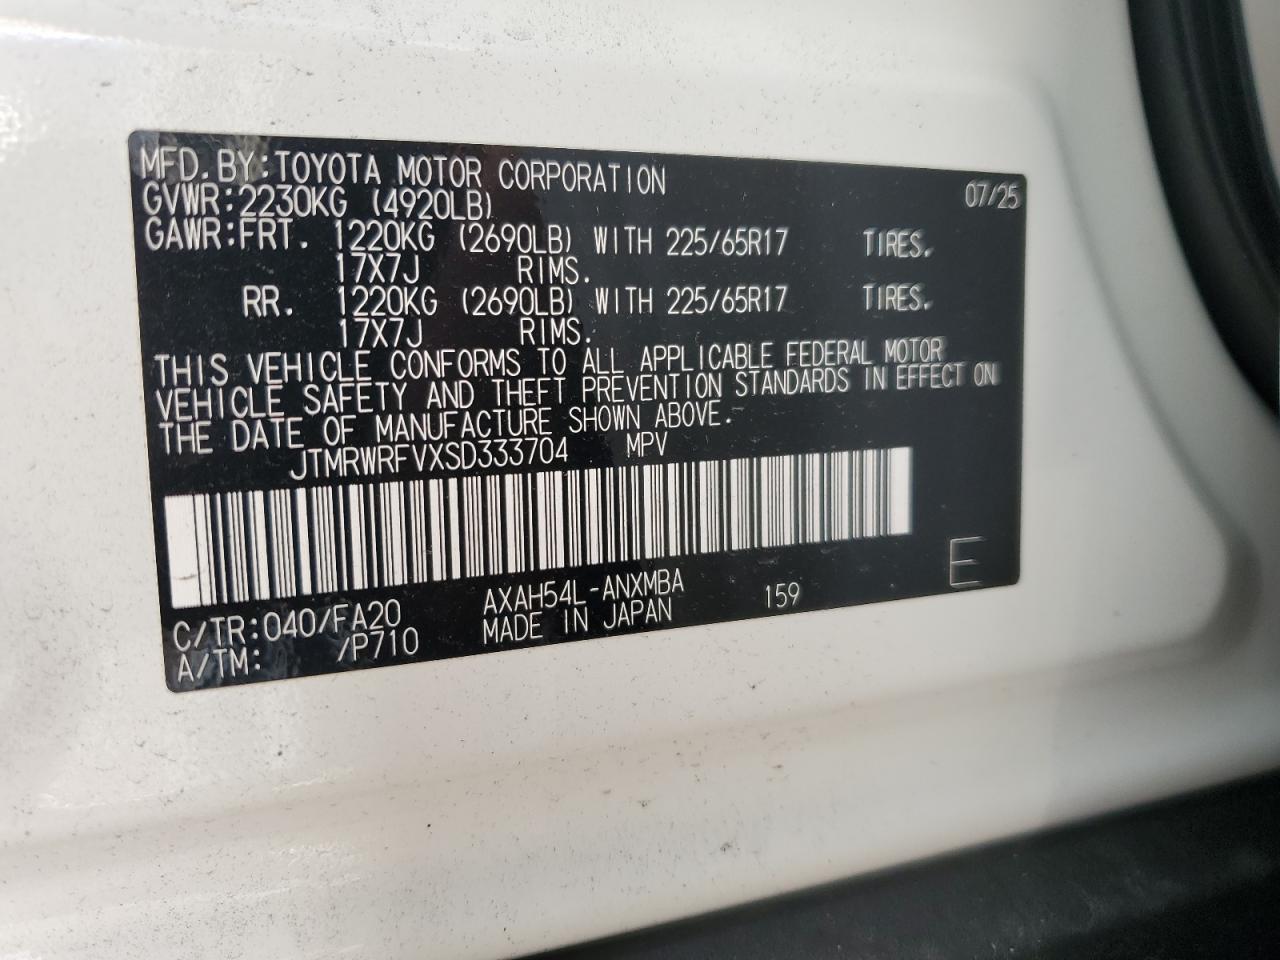 MFD.BY:TOYOTA MOTOR CORPORATION 07/25
GVWR:2230KG (4920LB)
GAWR:FRT. 1220KG (2690LB) WITH 225/65R17 TIRES.
17X7J RIMS.
RR. 1220KG (2690LB) WITH 225/65R17 TIRES.
17X7J RIMS.
THIS VEHICLE CONFORMS TO ALL APPLICABLE FEDERAL MOTOR
VEHICLE SAFETY AND THEFT PREVENTION STANDARDS IN EFFECT ON
THE DATE OF MANUFACTURE SHOWN ABOVE.
JTMRWRFVXSD333704 MPV
C/TR:040/FA20 AXAH54L-ANXMBA 159 E
A/TM: /P710 MADE IN JAPAN